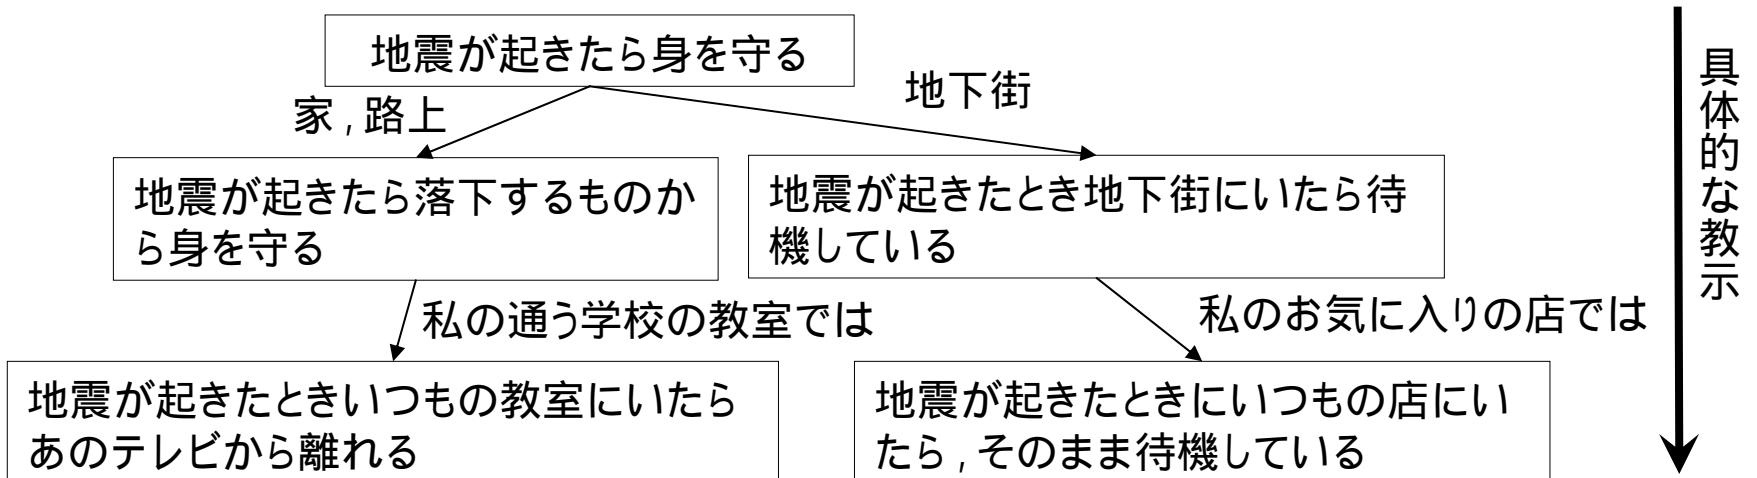 地震が起きたら身を守る
家,路上
地下街
地震が起きたら落下するものか
ら身を守る
地震が起きたとき地下街にいたら待
機している
私の通う学校の教室では
私のお気に入りの店では
地震が起きたときいつもの教室にいたら
あのテレビから離れる
地震が起きたときにいつもの店にい
たら,そのまま待機している
具体的な教示